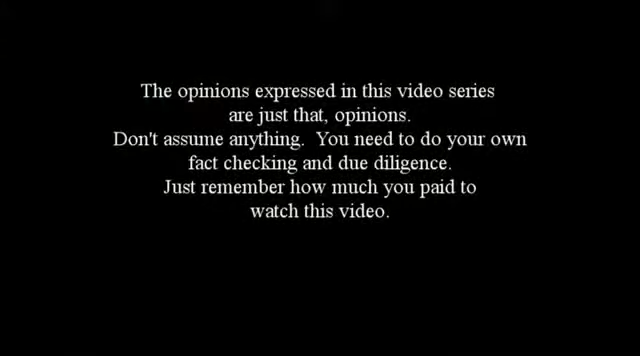 The opinions expressed in this video series
are just that, opinions.
Don't assume anything.  You need to do your own
fact checking and due diligence.
Just remember how much you paid to
watch this video.